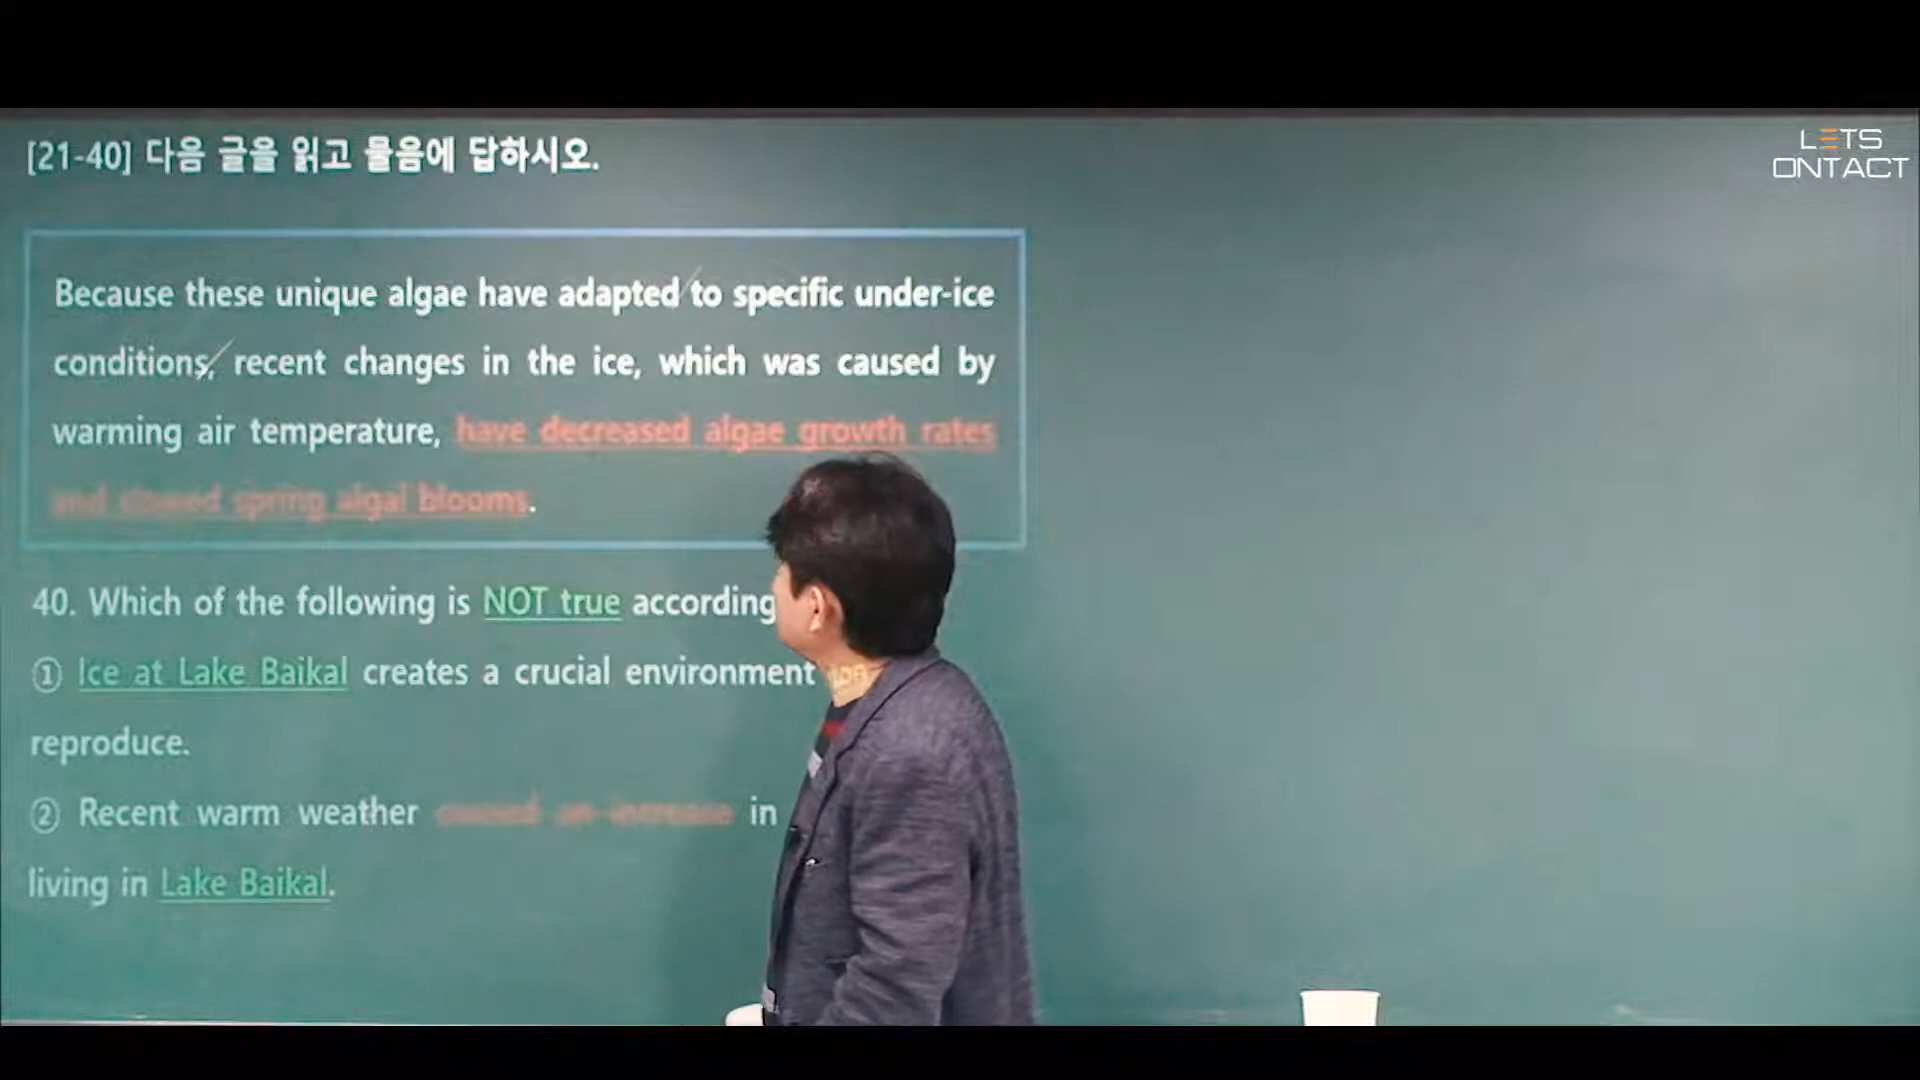 [21-40] 다음 글을 읽고 물음에 답하시오.
LETS
ONTACT
Because these unique algae have adapted to specific under-ice
conditions, recent changes in the ice, which was caused by
warming air temperature, have decreased algae growth rates
and slowed spring algal blooms.
40. Which of the following is NOT true according
① Ice at Lake Baikal creates a crucial environment
reproduce.
② Recent warm weather caused an increase in
living in Lake Baikal.